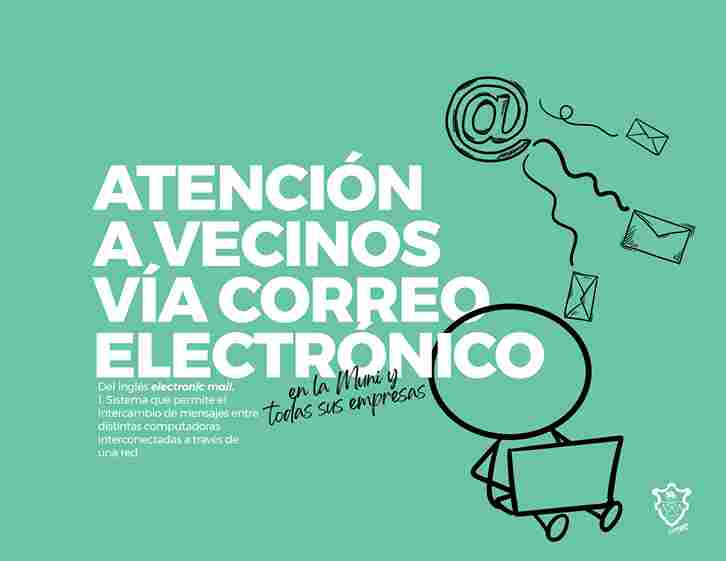 ATENCIÓN
A VECINOS
VÍA CORREO
ELECTRÓNICO
Del inglés electronic mail.
1. Sistema que permite el
intercambio de mensajes entre
distintas computadoras
interconectadas a través de
una red
en la Muni y
todas sus empresas
@